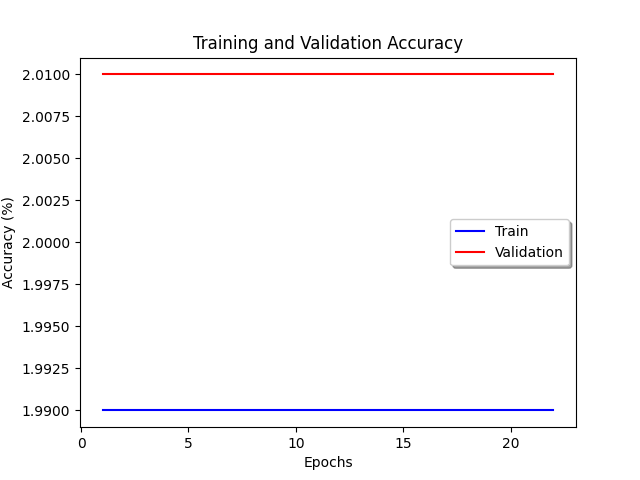 Training and Validation Accuracy
Accuracy (%)
2.0100
2.0075
2.0050
2.0025
2.0000
1.9975
1.9950
1.9925
1.9900
Train
Validation
0
5
10
15
20
Epochs